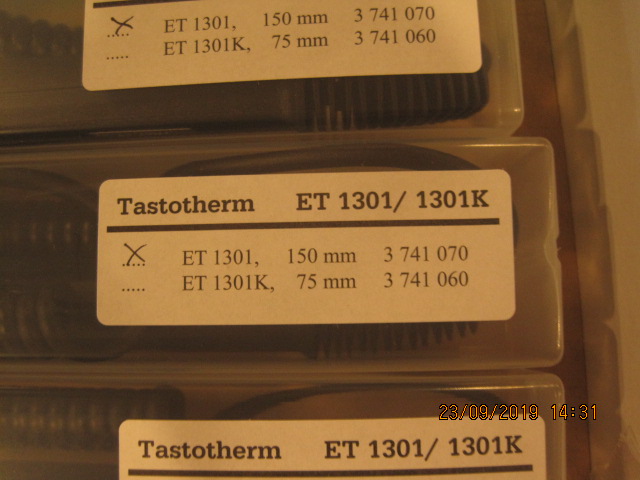 ET 1301, 150 mm 3 741 070
..... ET 1301K, 75 mm 3 741 060
Tastotherm ET 1301/ 1301K
ET 1301, 150 mm 3 741 070
..... ET 1301K, 75 mm 3 741 060
23/09/2019 14:31
Tastotherm ET 1301/ 1301K